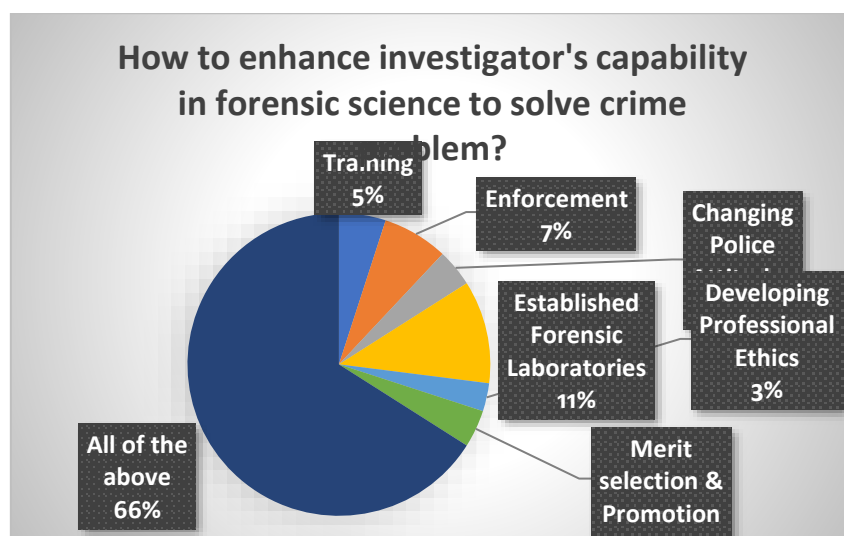 How to enhance investigator's capability
in forensic science to solve crime
blem?
Training
5%
Enforcement
7%
Changing
Police
Developing
Professional
Ethics
3%
Established
Forensic
Laboratories
11%
Merit
selection &
Promotion
All of the
above
66%